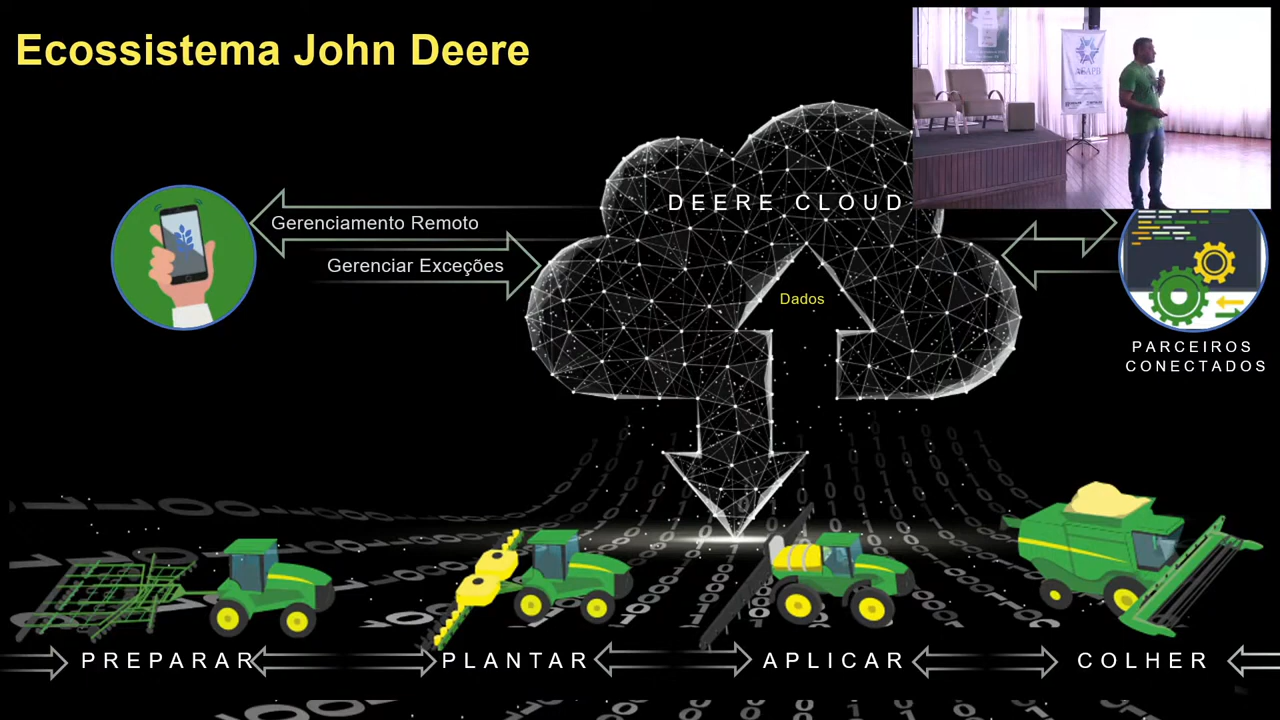 Ecossistema John Deere
DEERE CLOUD
Gerenciamento Remoto
Gerenciar Exceções
Dados
PARCEIROS
CONECTADOS
PREPARAR
PLANTAR
APLICAR
COLHER